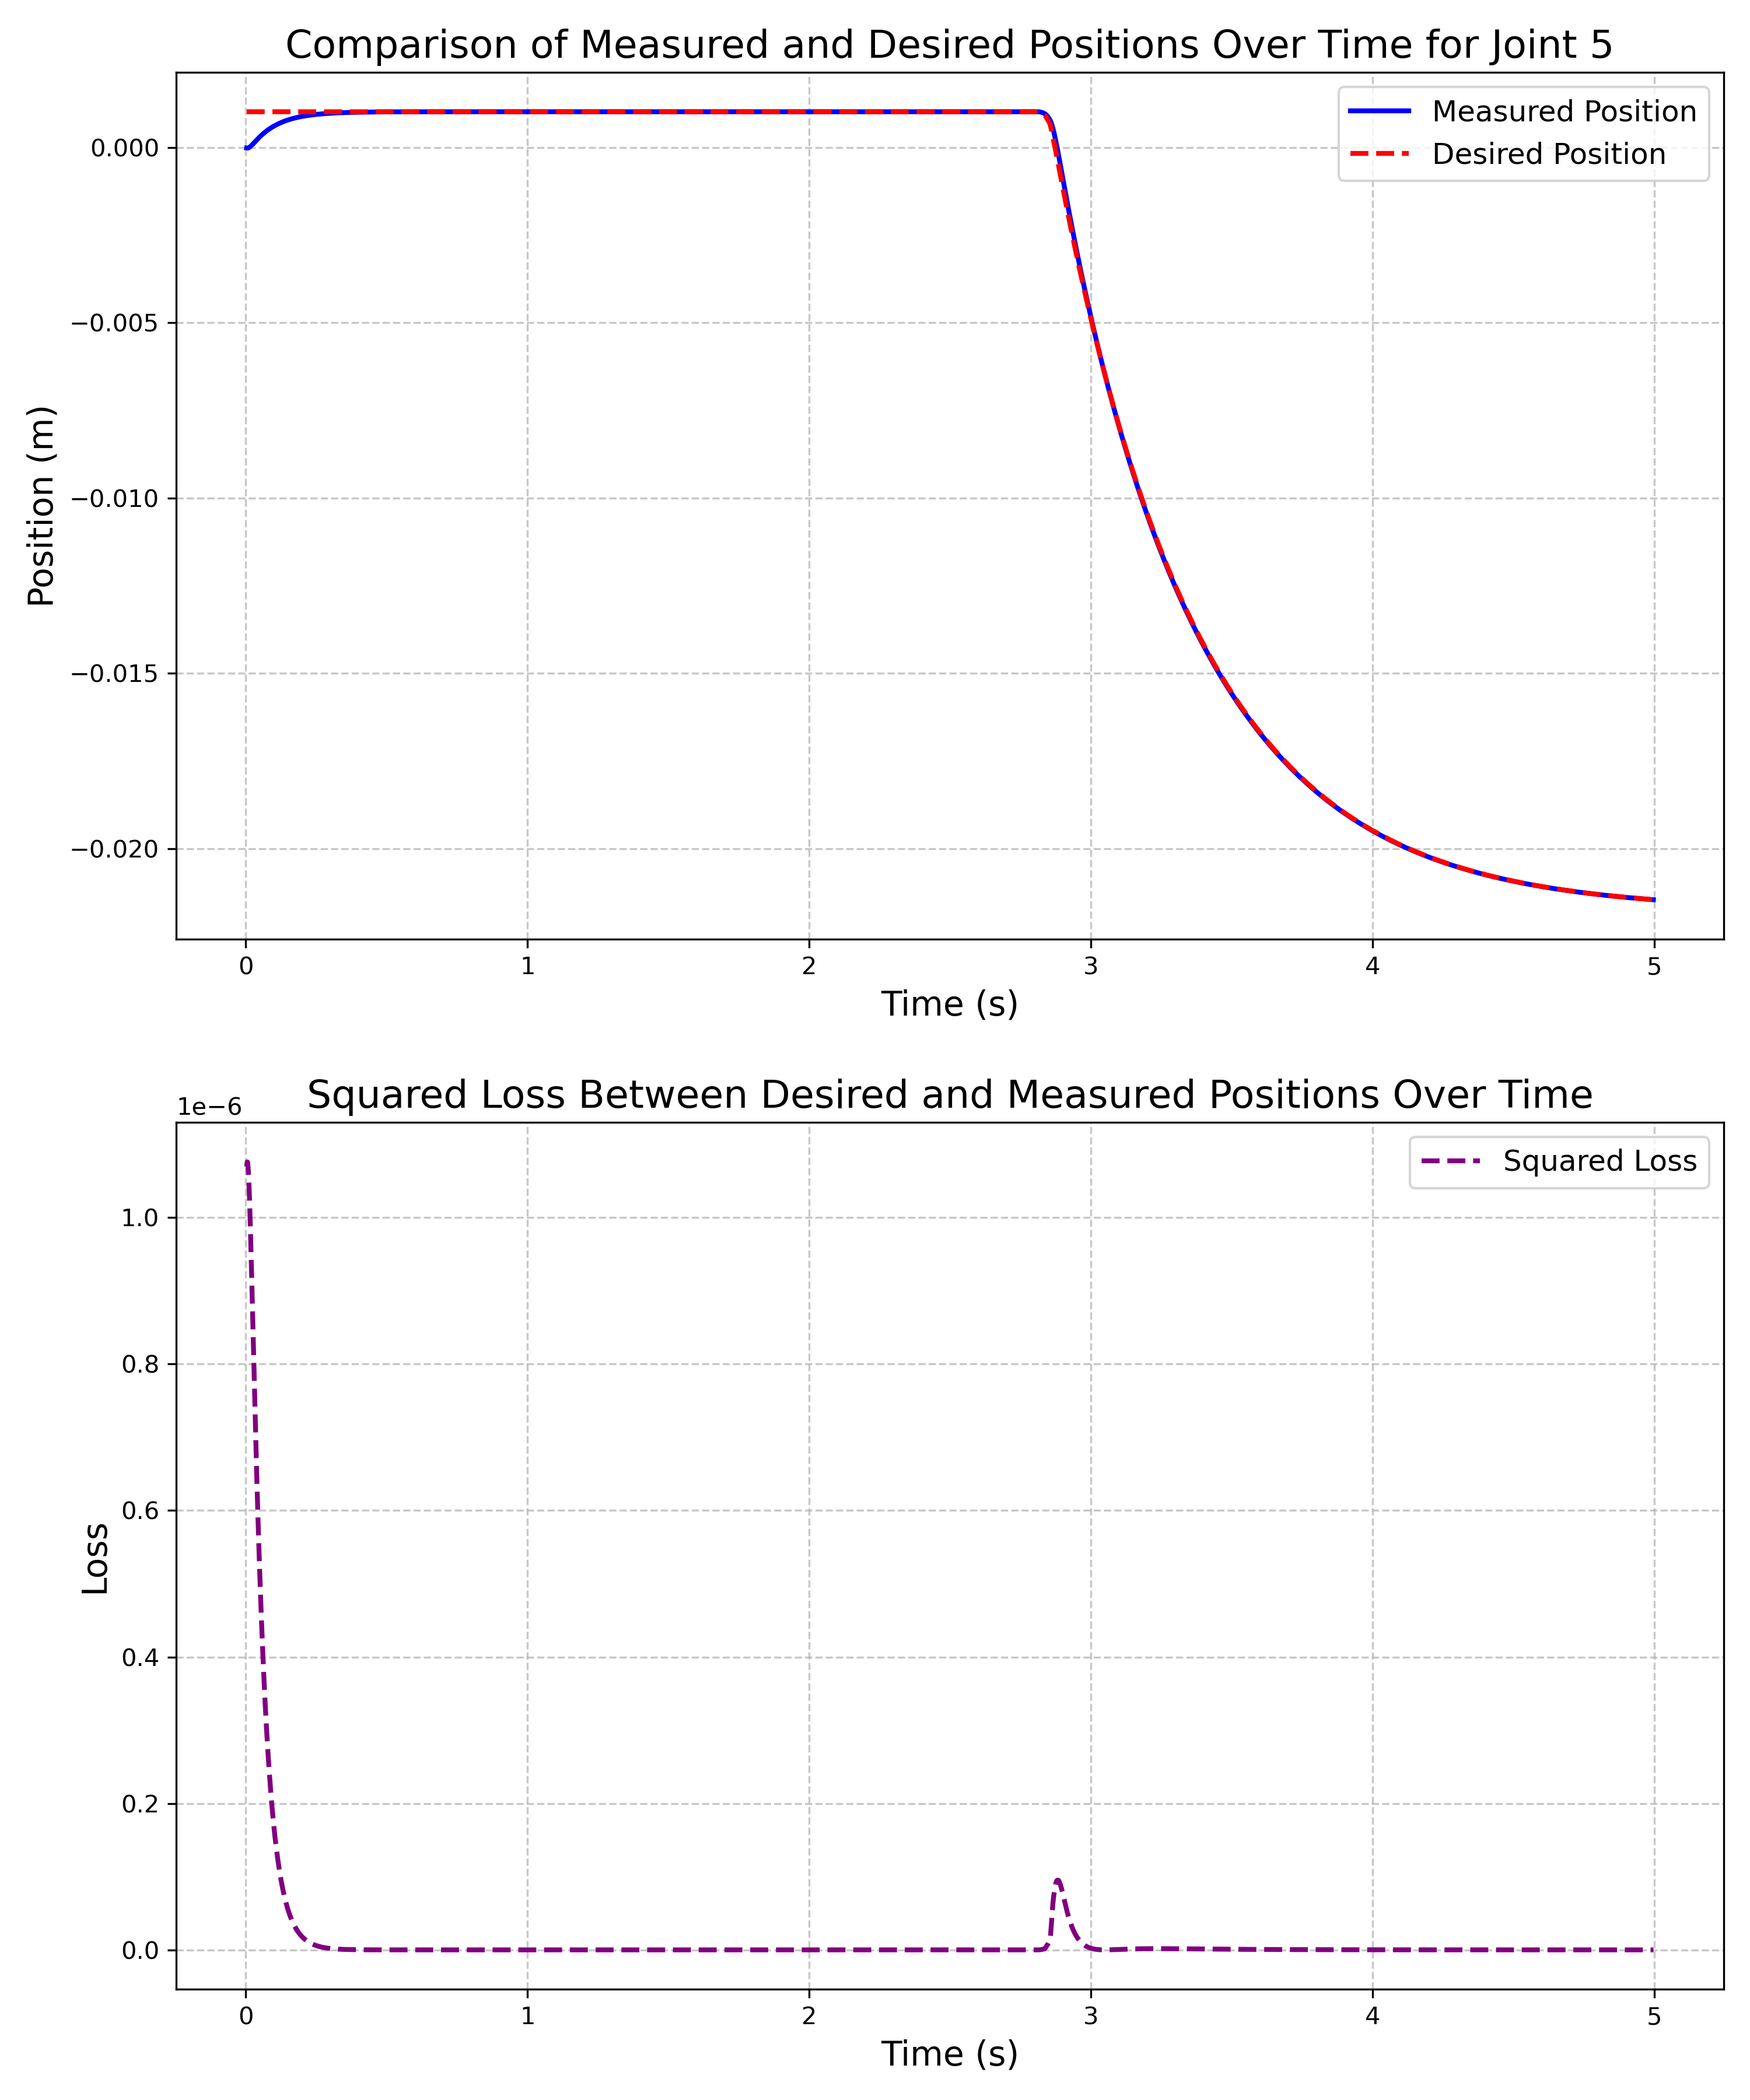 Comparison of Measured and Desired Positions Over Time for Joint 5
Measured Position
Desired Position
0.000
−0.005
−0.010
−0.015
−0.020
Position (m)
0 1 2 3 4 5
Time (s)
Squared Loss Between Desired and Measured Positions Over Time
1e−6
Squared Loss
1.0
0.8
0.6
0.4
0.2
0.0
Loss
0 1 2 3 4 5
Time (s)